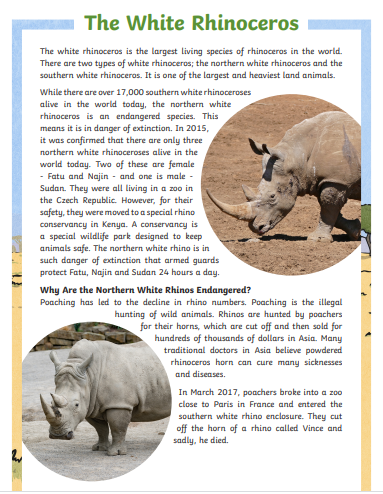 The White Rhinoceros
The white rhinoceros is the largest living species of rhinoceros in the world.
There are two types of white rhinoceros; the northern white rhinoceros and the
southern white rhinoceros. It is one of the largest and heaviest land animals.
While there are over 17,000 southern white rhinoceroses
alive in the world today, the northern white
rhinoceros is an endangered species. This
means it is in danger of extinction. In 2015,
it was confirmed that there are only three
northern white rhinoceroses alive in the
world today. Two of these are female
- Fatu and Najin - and one is male -
Sudan. They were all living in a zoo in
the Czech Republic. However, for their
safety, they were moved to a special rhino
conservancy in Kenya. A conservancy is
a special wildlife park designed to keep
animals safe. The northern white rhino is in
such danger of extinction that armed guards
protect Fatu, Najin and Sudan 24 hours a day.
Why Are the Northern White Rhinos Endangered?
Poaching has led to the decline in rhino numbers. Poaching is the illegal
hunting of wild animals. Rhinos are hunted by poachers
for their horns, which are cut off and then sold for
hundreds of thousands of dollars in Asia. Many
traditional doctors in Asia believe powdered
rhinoceros horn can cure many sicknesses
and diseases.
In March 2017, poachers broke into a zoo
close to Paris in France and entered the
southern white rhino enclosure. They cut
off the horn of a rhino called Vince and
sadly, he died.